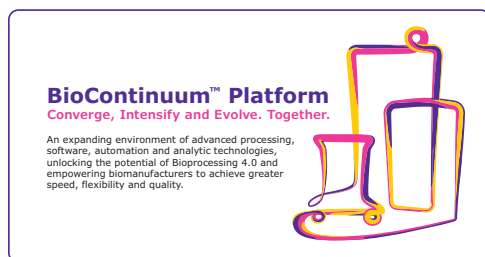 BioContinuum™ Platform
Converge, Intensify and Evolve. Together.
An expanding environment of advanced processing,
software, automation and analytic technologies,
unlocking the potential of Bioprocessing 4.0 and
empowering biomanufacturers to achieve greater
speed, flexibility and quality.